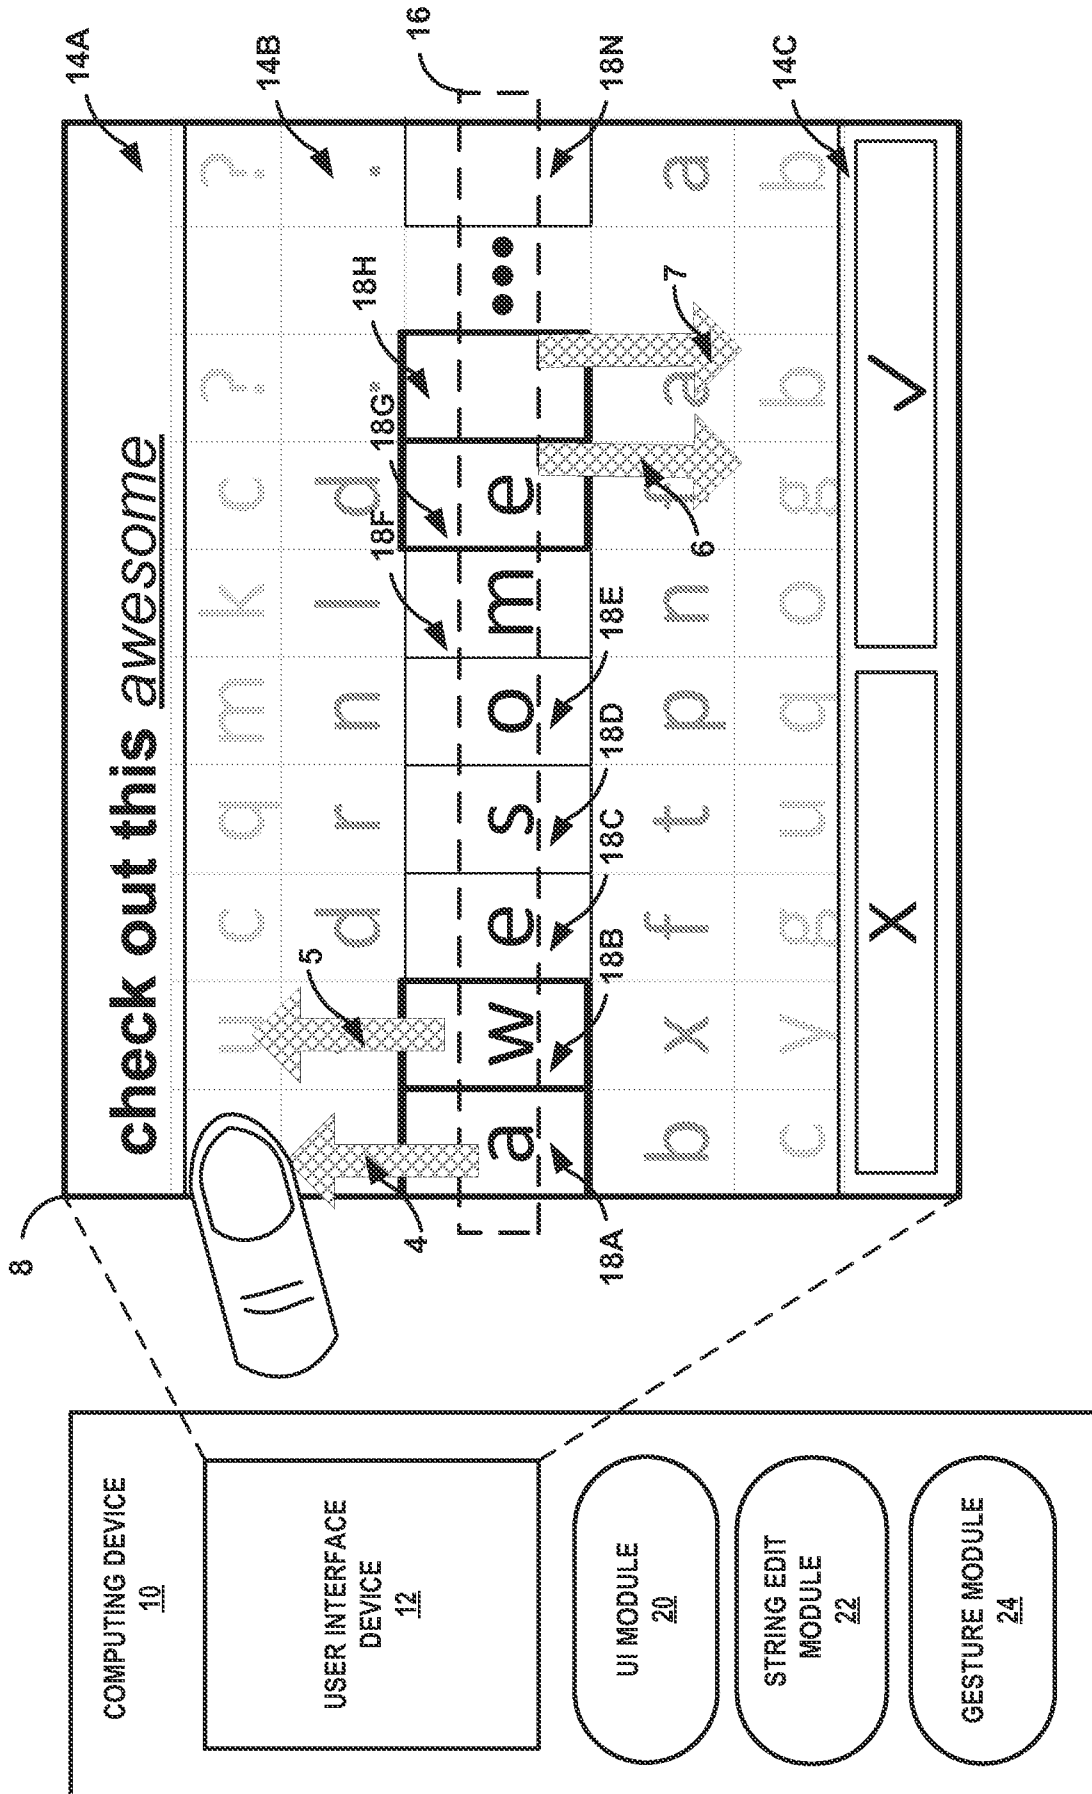 8
14A
check out this awesome
COMPUTING DEVICE
10
u c q m k c ? ?
14B
5
18H
d r n l d .
18F
18G"
4
16
USER INTERFACE
DEVICE
12
a w e s o m e •••
18A
18B
18C
18D
18E
18N
UI MODULE
20
b x f t p n a a
6
7
STRING EDIT
MODULE
22
c y g u q o g b b
14C
X ✓
GESTURE MODULE
24